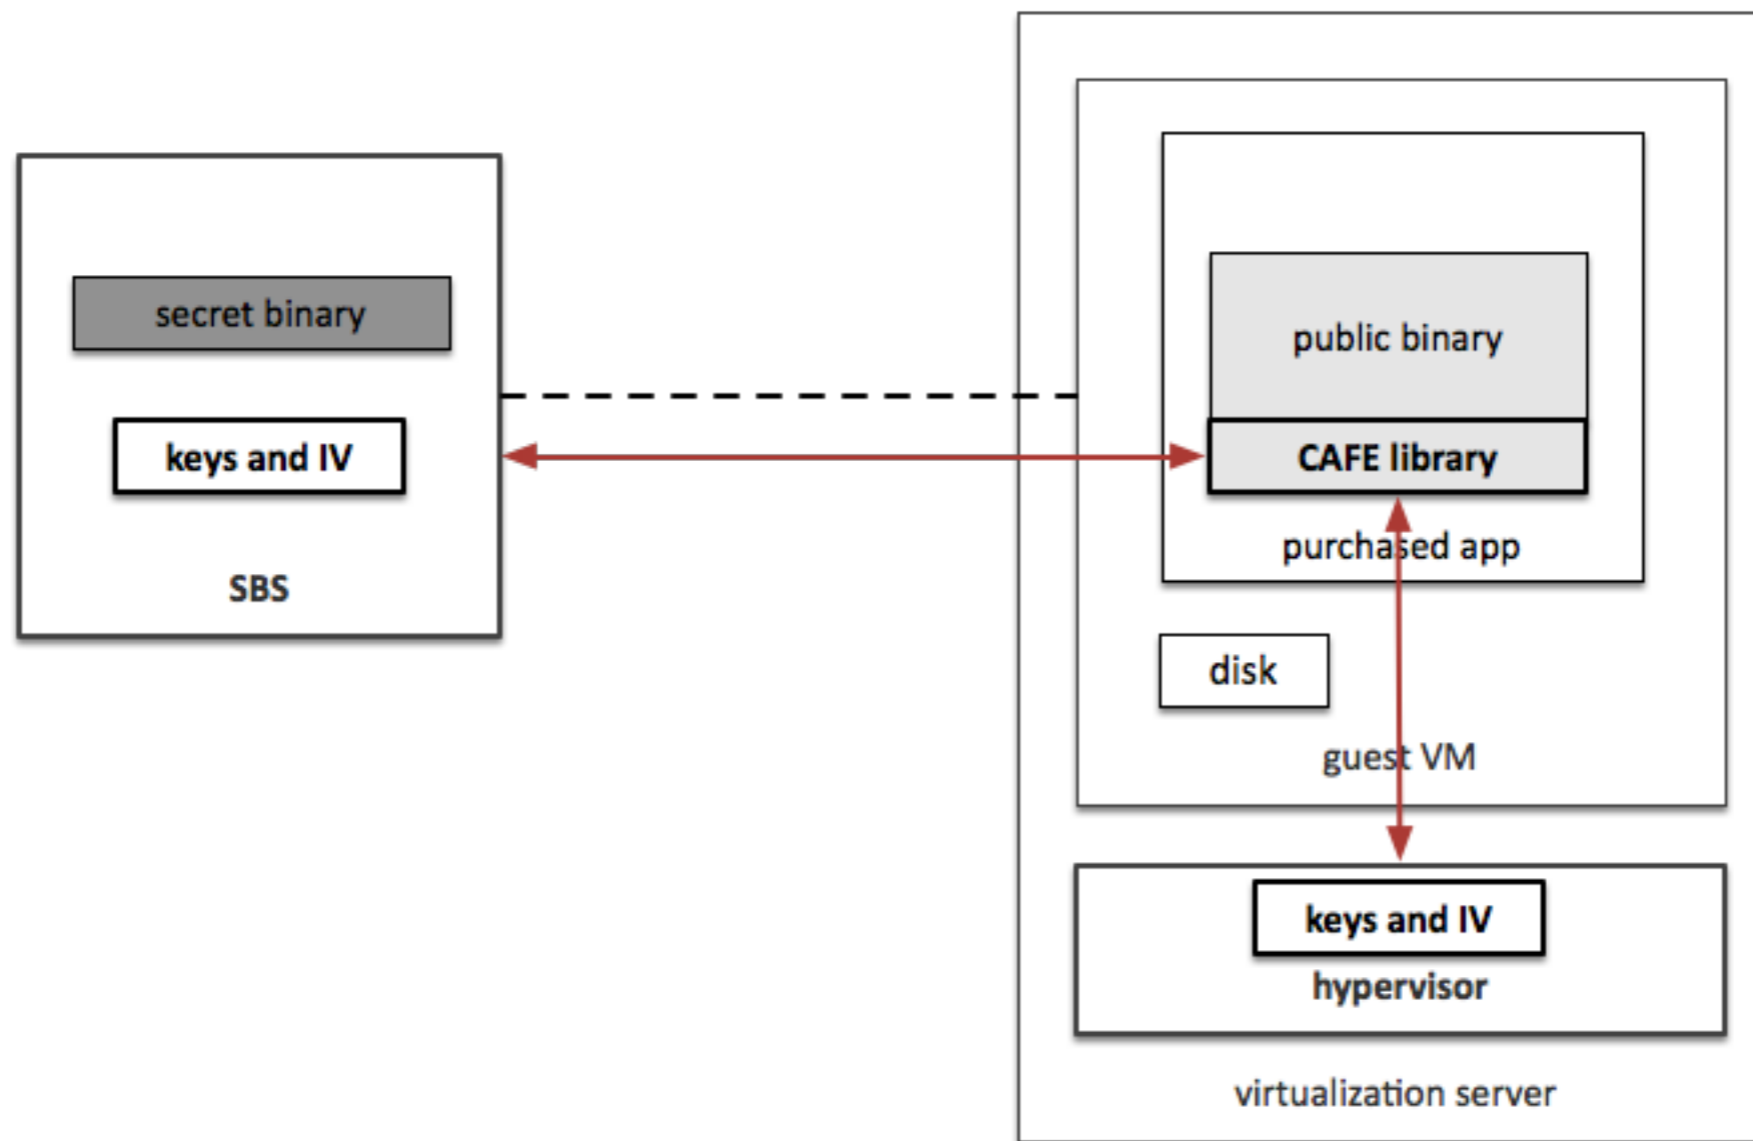 secret binary
keys and IV
SBS
public binary
CAFE library
purchased app
disk
guest VM
keys and IV
hypervisor
virtualization server